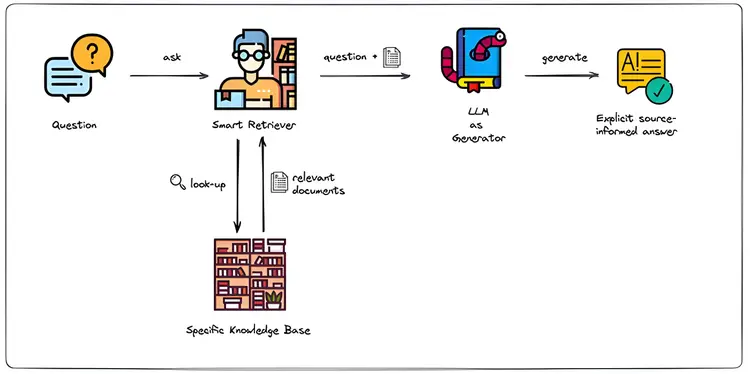 ask
question +
generate
A!
?
Question
Smart Retriever
LLM
as
Generator
Explicit source-
informed answer
look-up
relevant
documents
Specific Knowledge Base